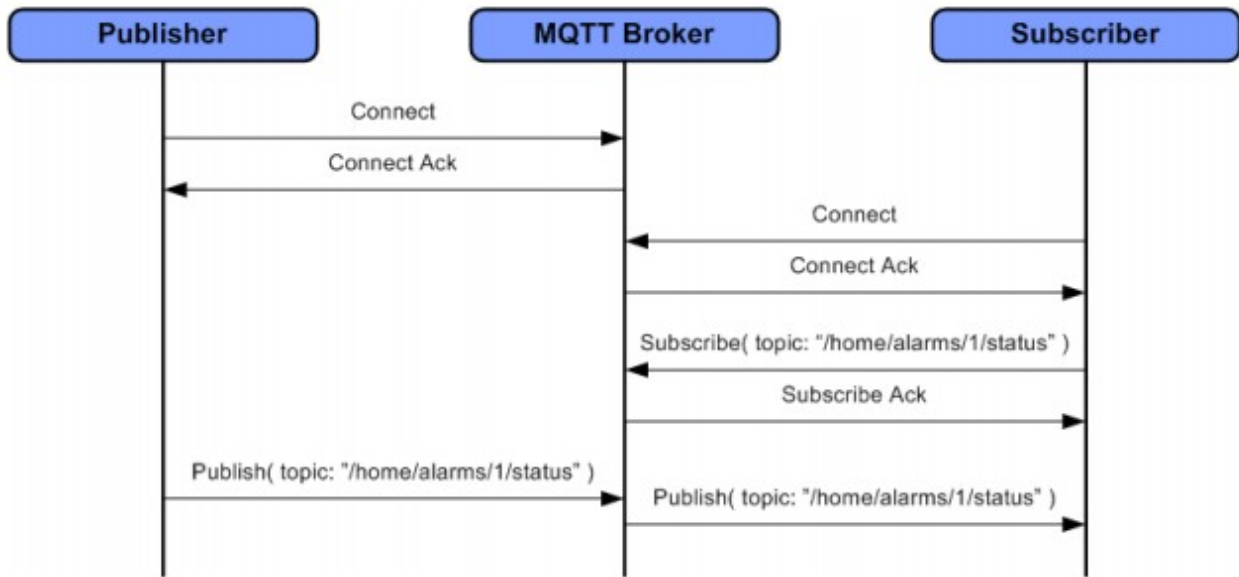 Publisher
MQTT Broker
Subscriber
Connect
Connect Ack
Connect
Connect Ack
Subscribe( topic: “/home/alarms/1/status” )
Subscribe Ack
Publish( topic: ”/home/alarms/1/status” )
Publish( topic: ”/home/alarms/1/status” )